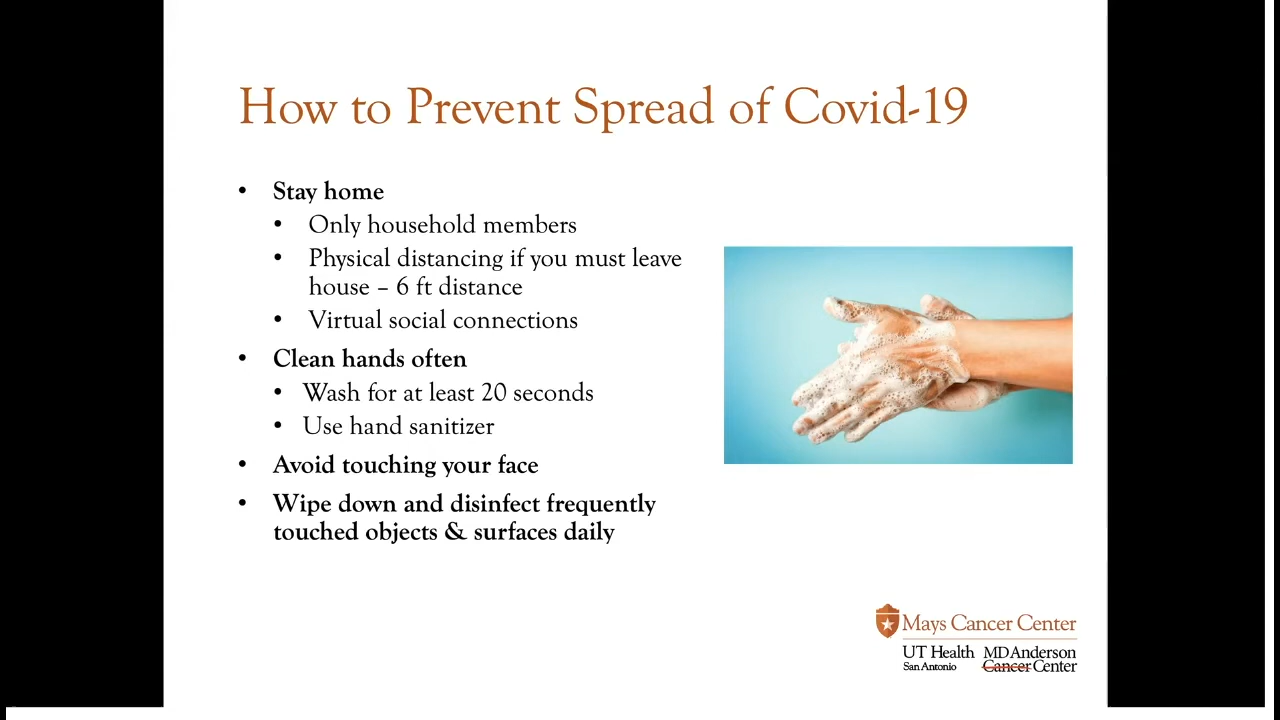 How to Prevent Spread of Covid-19
• Stay home
• Only household members
• Physical distancing if you must leave
house – 6 ft distance
• Virtual social connections
• Clean hands often
• Wash for at least 20 seconds
• Use hand sanitizer
• Avoid touching your face
• Wipe down and disinfect frequently
touched objects & surfaces daily
Mays Cancer Center
UT Health
San Antonio
MD Anderson
Cancer Center